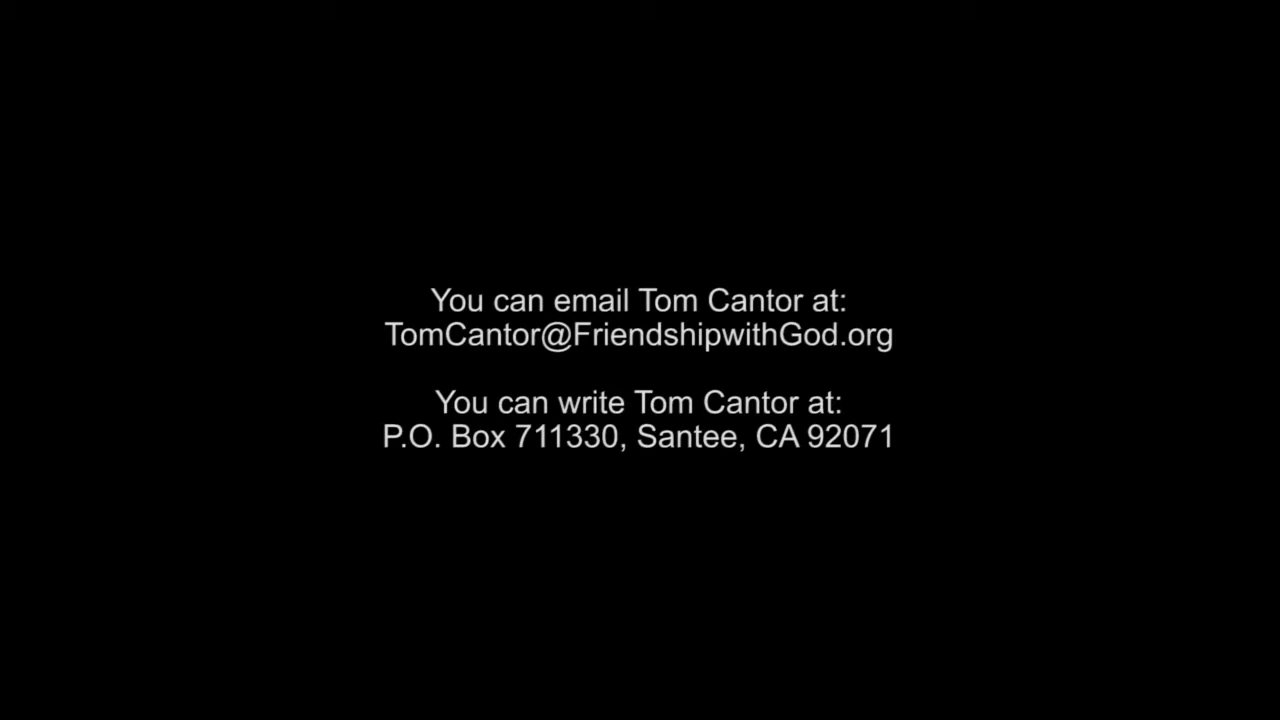 You can email Tom Cantor at:
TomCantor@FriendshipwithGod.org
You can write Tom Cantor at:
P.O. Box 711330, Santee, CA 92071